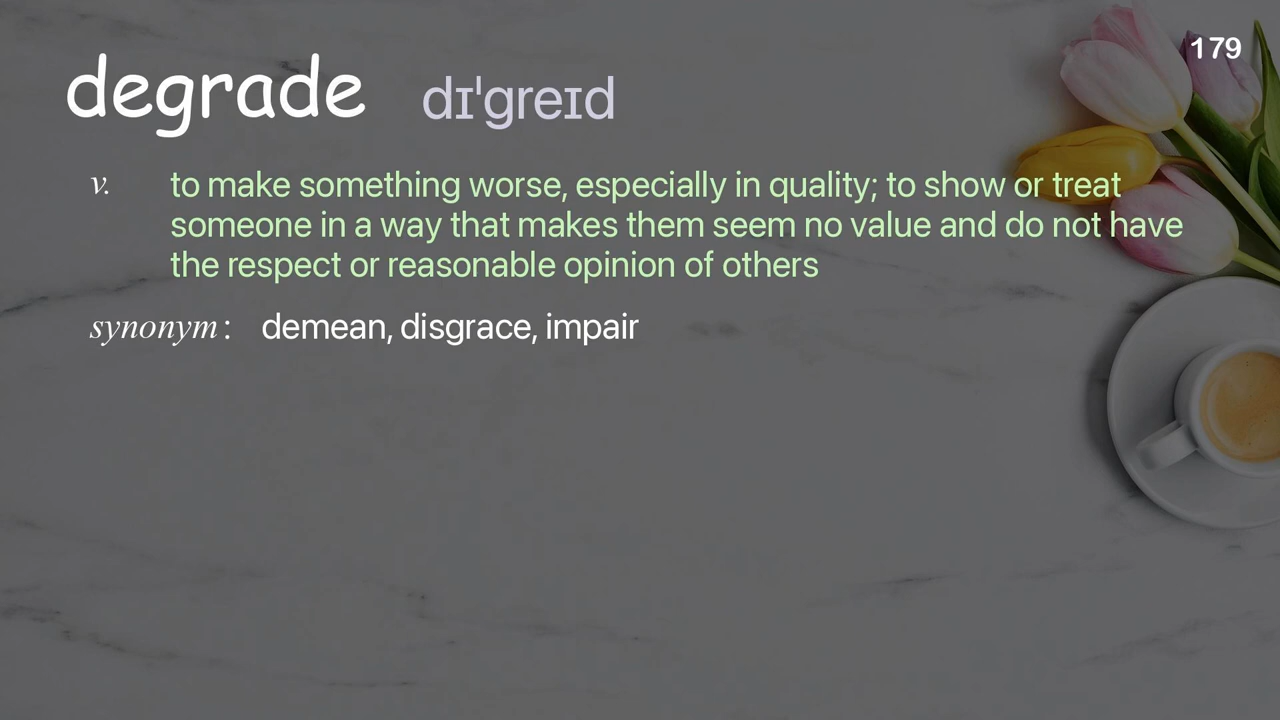 179
degrade dɪˈgreɪd
v. to make something worse, especially in quality; to show or treat
someone in a way that makes them seem no value and do not have
the respect or reasonable opinion of others
synonym: demean, disgrace, impair